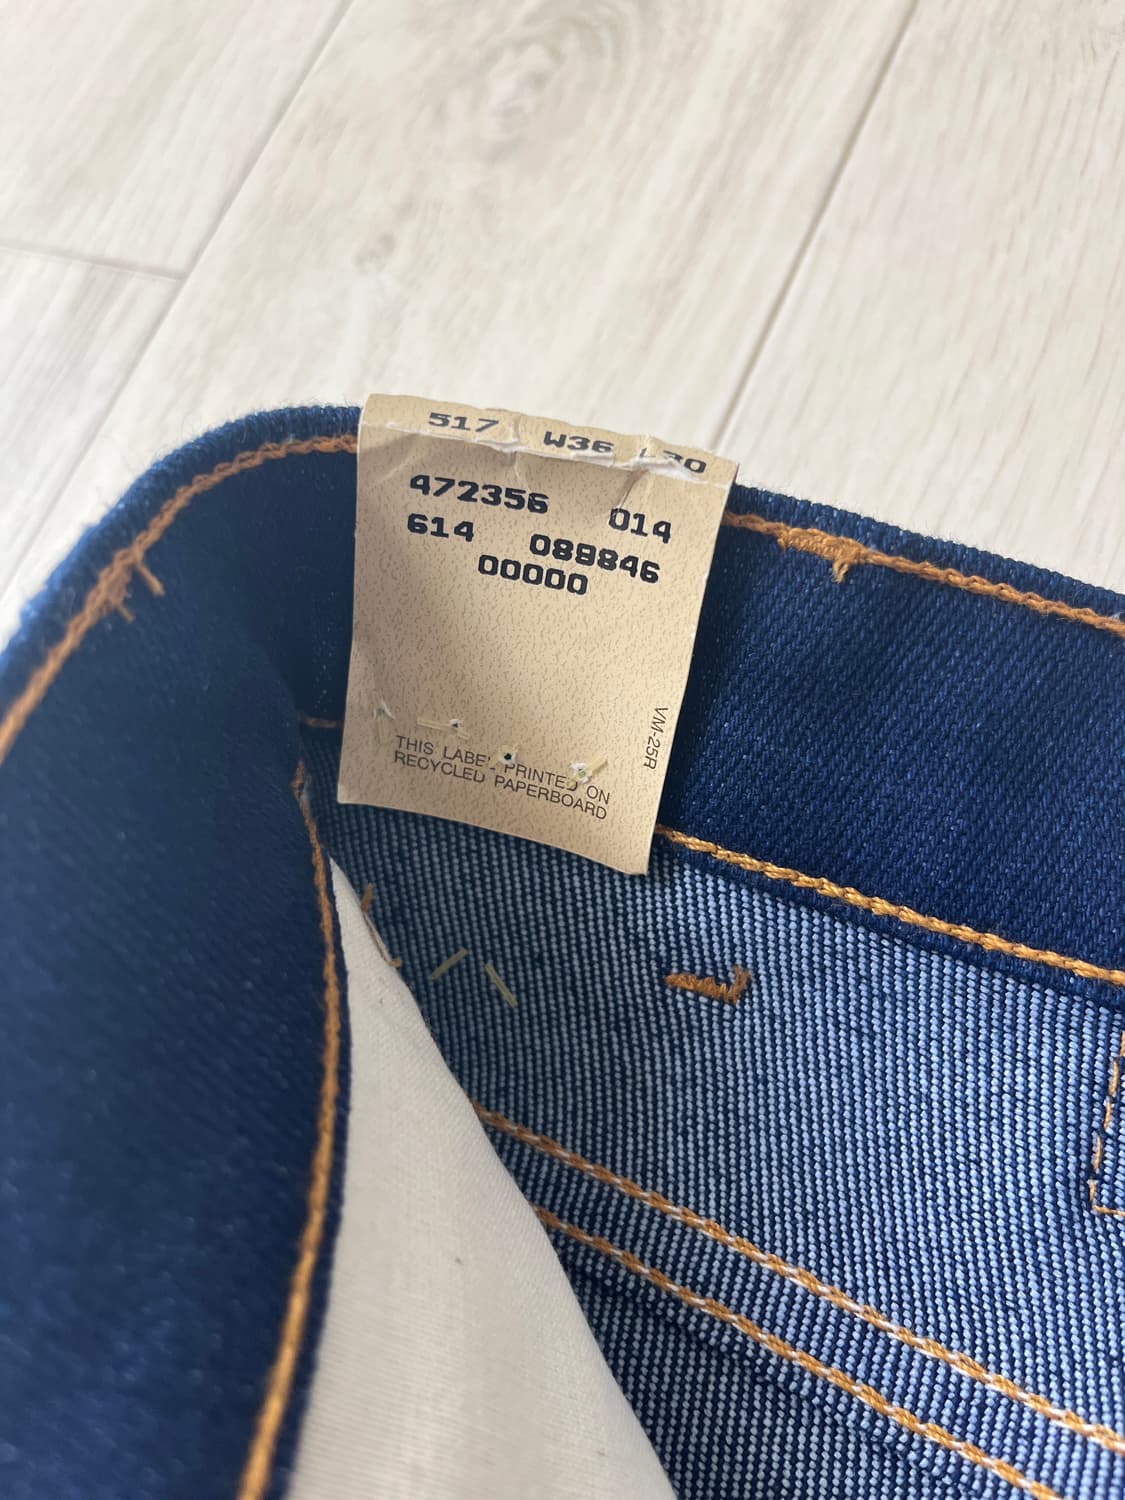 517 W36 L30
472356 014
614 089846
00000
VM-25R
THIS LABEL PRINTED ON
RECYCLED PAPERBOARD